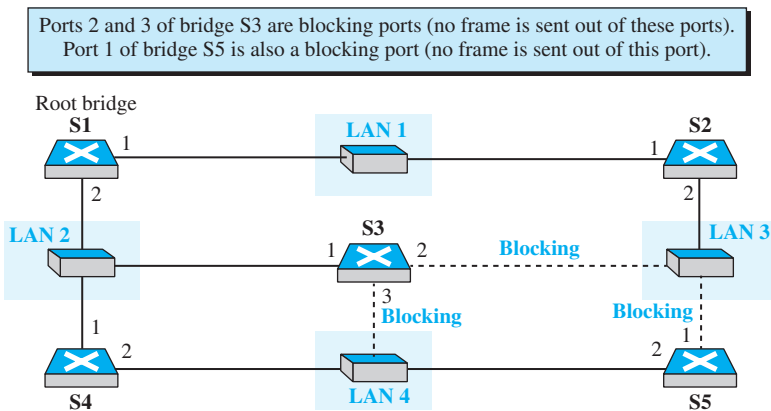 Ports 2 and 3 of bridge S3 are blocking ports (no frame is sent out of these ports).
Port 1 of bridge S5 is also a blocking port (no frame is sent out of this port).
Root bridge
S1
LAN 1
S2
1
1
2
2
LAN 2
S3
LAN 3
1
2
Blocking
3
Blocking
Blocking
1
1
2
2
S4
LAN 4
S5